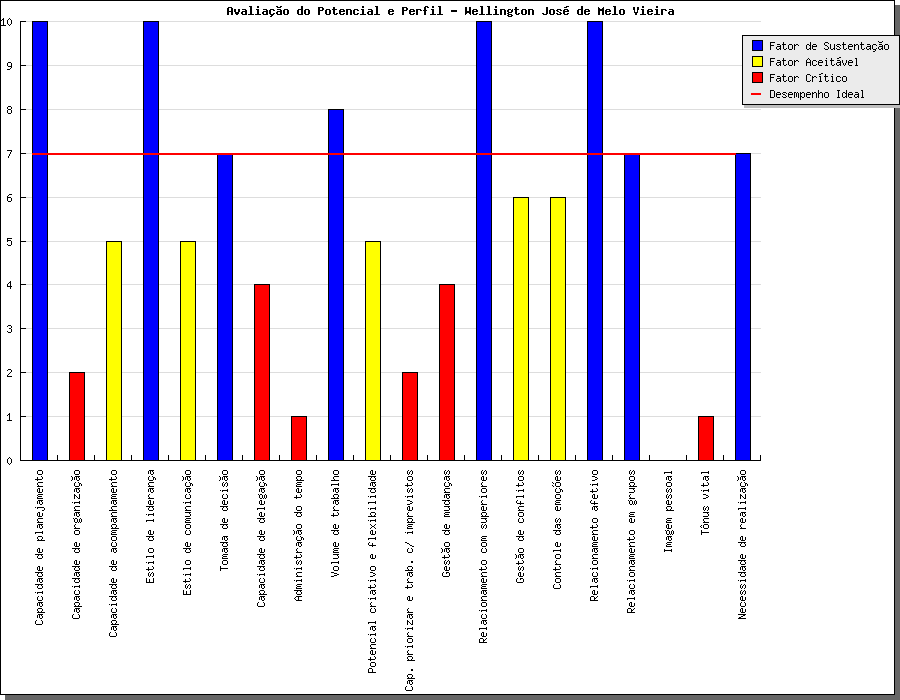 Avaliação do Potencial e Perfil - Wellington José de Melo Vieira
Fator de Sustentação
Fator Aceitável
Fator Crítico
Desempenho Ideal
10
9
8
7
6
5
4
3
2
1
0
Capacidade de planejamento
Capacidade de organização
Capacidade de acompanhamento
Estilo de liderança
Estilo de comunicação
Tomada de decisão
Capacidade de delegação
Administração do tempo
Volume de trabalho
Potencial criativo e flexibilidade
Cap. priorizar e trab. c/ imprevistos
Gestão de mudanças
Relacionamento com superiores
Gestão de conflitos
Controle das emoções
Relacionamento afetivo
Relacionamento em grupos
Imagem pessoal
Tônus vital
Necessidade de realização